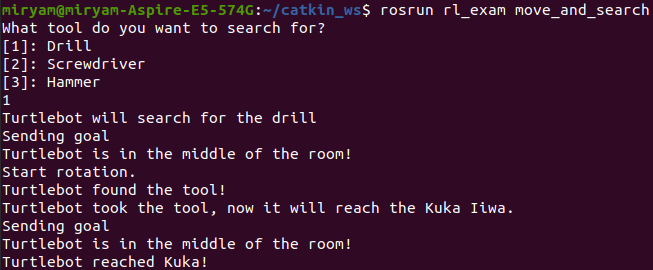 miryam@miryam-Aspire-E5-574G:~/catkin_ws$ rosrun rl_exam move_and_search
What tool do you want to search for?
[1]: Drill
[2]: Screwdriver
[3]: Hammer
1
Turtlebot will search for the drill
Sending goal
Turtlebot is in the middle of the room!
Start rotation.
Turtlebot found the tool!
Turtlebot took the tool, now it will reach the Kuka Iiwa.
Sending goal
Turtlebot is in the middle of the room!
Turtlebot reached Kuka!